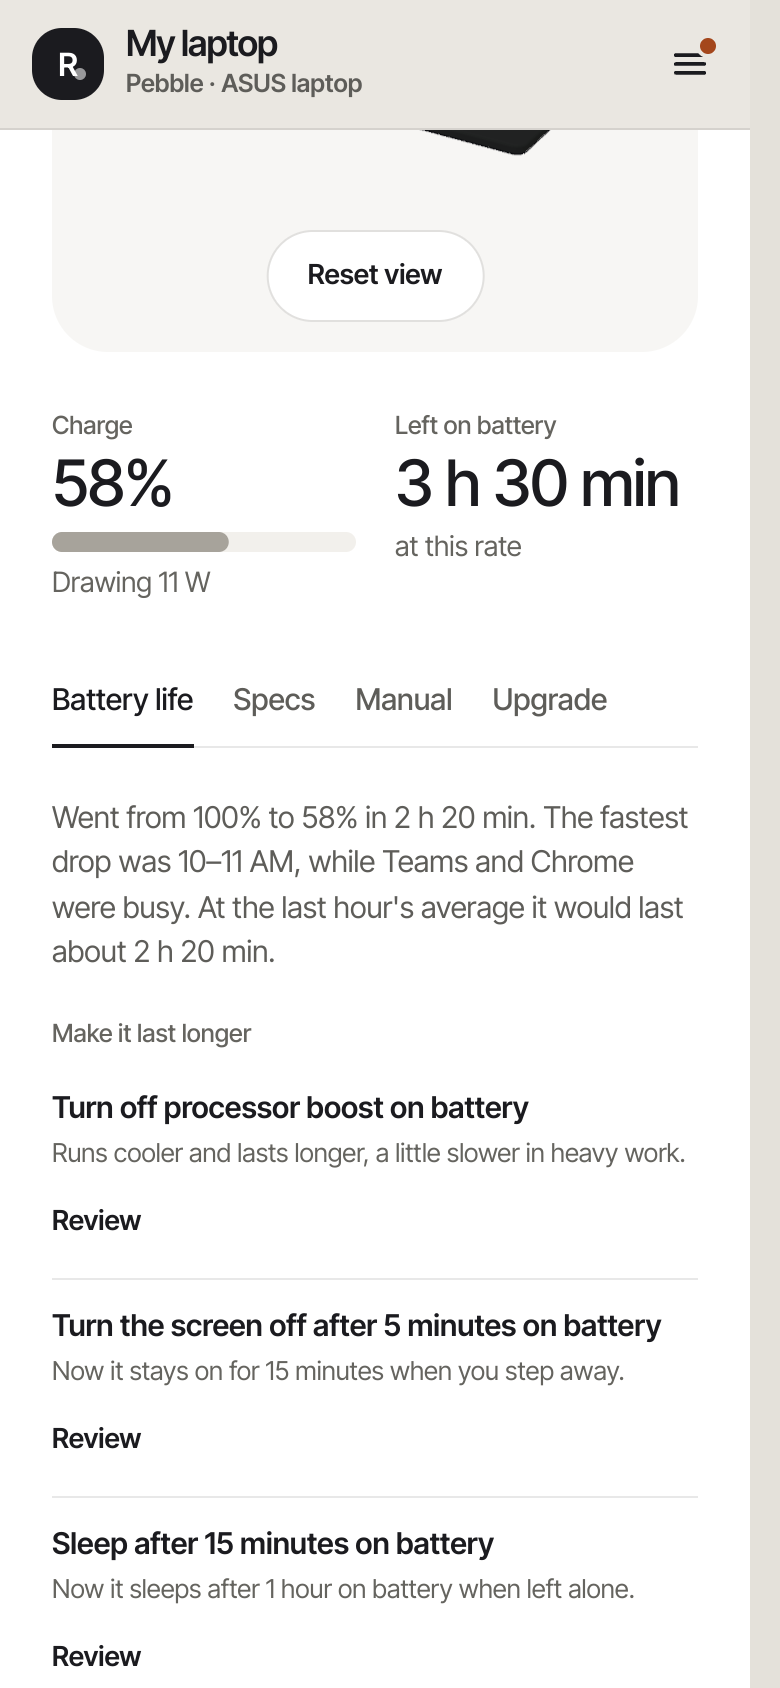 R
My laptop
Pebble · ASUS laptop
Reset view
Charge
58%
Drawing 11 W
Left on battery
3 h 30 min
at this rate
Battery life Specs Manual Upgrade
Went from 100% to 58% in 2 h 20 min. The fastest
drop was 10–11 AM, while Teams and Chrome
were busy. At the last hour's average it would last
about 2 h 20 min.
Make it last longer
Turn off processor boost on battery
Runs cooler and lasts longer, a little slower in heavy work.
Review
Turn the screen off after 5 minutes on battery
Now it stays on for 15 minutes when you step away.
Review
Sleep after 15 minutes on battery
Now it sleeps after 1 hour on battery when left alone.
Review